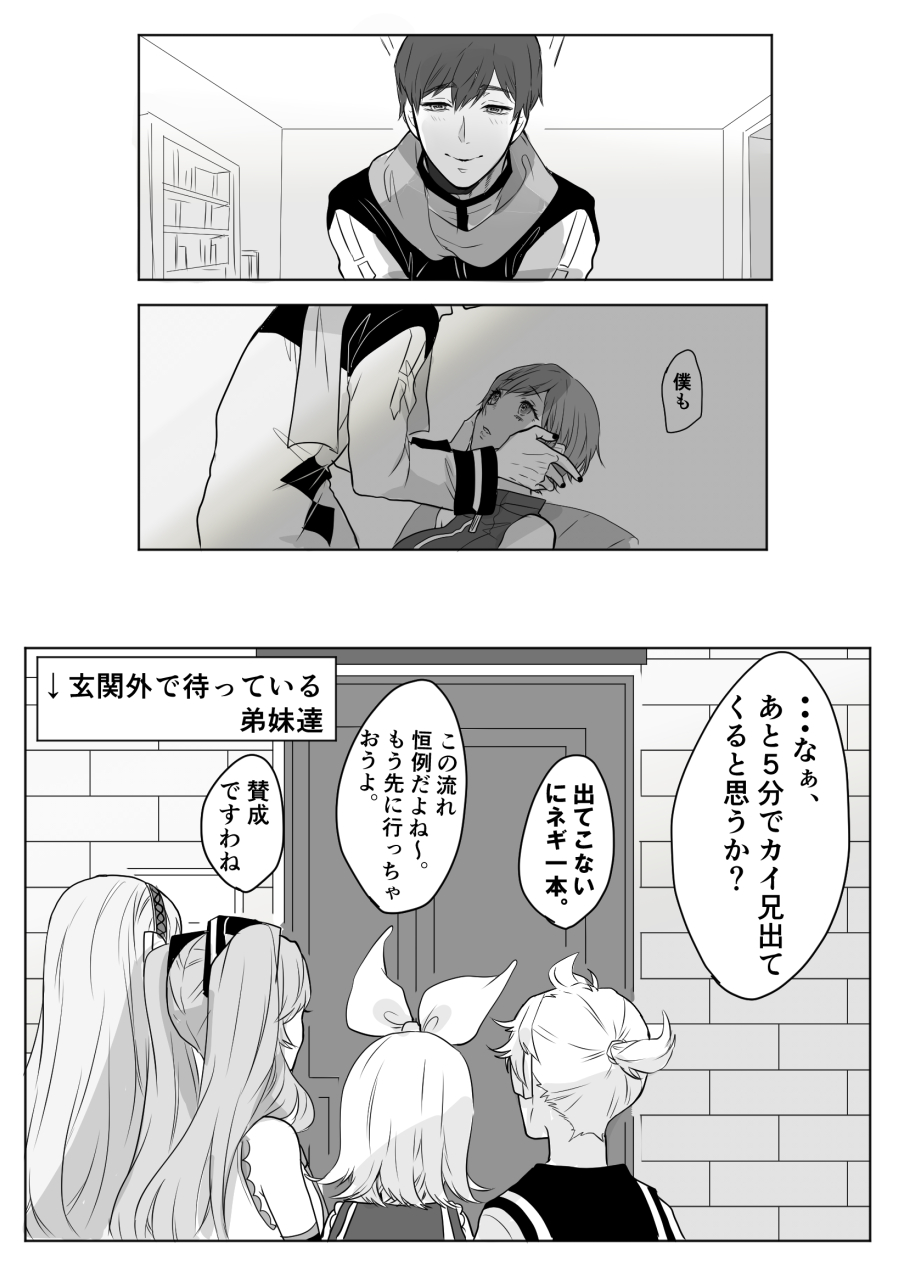 僕も
↓玄関外で待っている
弟妹達
・・・なぁ、
あと5分でカイ兄出て
くると思うか？
出てこない
にネギ一本。
この流れ
恒例だよね〜。
もう先に行っちゃ
おうよ。
賛成
ですわね